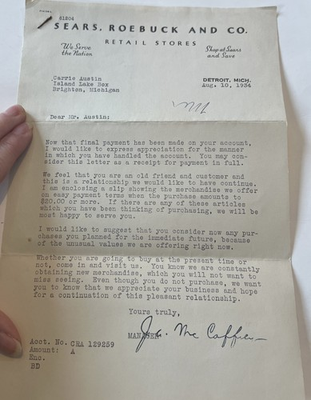 61804
SEARS, ROEBUCK AND CO.
RETAIL STORES
We Serve
the Nation
Shop at Sears
and Save
Carrie Austin
Island Lake Box
Brighton, Michigan
DETROIT, MICH.
Aug. 10, 1934
Dear Mr. Austin:
Now that final payment has been made on your account,
I would like to express appreciation for the manner
in which you have handled the account. You may con-
sider this letter as a receipt for payment in full.
We feel that you are an old friend and customer and
this is a relationship we would like to have continue.
I am enclosing a slip showing the merchandise we offer
on easy payment terms when the purchase amounts to
$20.00 or more. If there are any of these articles
which you have been thinking of purchasing, we will be
most happy to serve you.
I would like to suggest that you consider now any pur-
chases you planned for the immediate future, because
of the unusual values we are offering right now.
Whether you are going to buy at the present time or
not, come in and visit us. You know we are constantly
obtaining new merchandise, which you will not want to
miss seeing. Even though you do not purchase, we want
you to know that we appreciate your business and hope
for a continuation of this pleasant relationship.
Yours truly,
MANAGER
Acct. No. CRA 129259
Amount: A
Enc.
BD